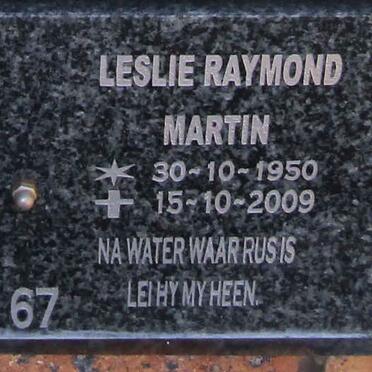 LESLIE RAYMOND
MARTIN
30-10-1950
15-10-2009
NA WATER WAAR RUS IS
LEI HY MY HEEN.
67